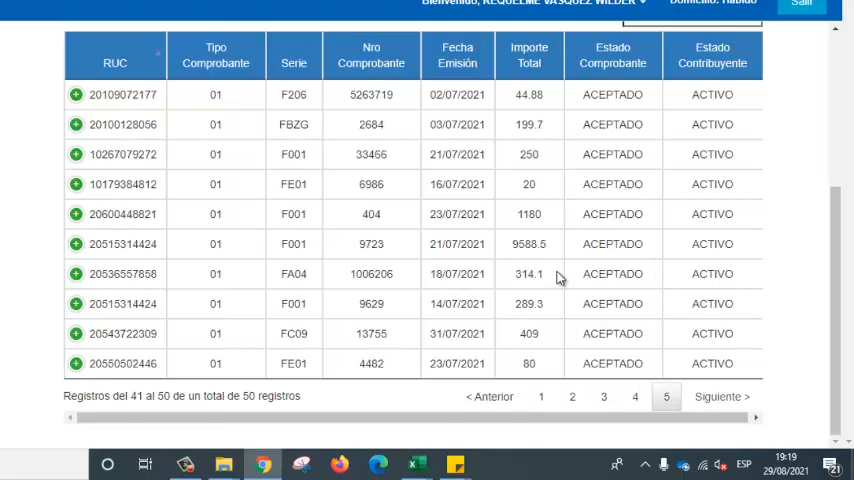 Bienvenido, REQUELME VASQUEZ WILDER
Domicilio: Habido
Salir
RUC Tipo Comprobante Serie Nro Comprobante Fecha Emisión Importe Total Estado Comprobante Estado Contribuyente
20109072177 01 F206 5263719 02/07/2021 44.88 ACEPTADO ACTIVO
20100128056 01 FBZG 2684 03/07/2021 199.7 ACEPTADO ACTIVO
10267079272 01 F001 33466 21/07/2021 250 ACEPTADO ACTIVO
10179384812 01 FE01 6986 16/07/2021 20 ACEPTADO ACTIVO
20600448821 01 F001 404 23/07/2021 1180 ACEPTADO ACTIVO
20515314424 01 F001 9723 21/07/2021 9588.5 ACEPTADO ACTIVO
20536557858 01 FA04 1006206 18/07/2021 314.1 ACEPTADO ACTIVO
20515314424 01 F001 9629 14/07/2021 289.3 ACEPTADO ACTIVO
20543722309 01 FC09 13755 31/07/2021 409 ACEPTADO ACTIVO
20550502446 01 FE01 4482 23/07/2021 80 ACEPTADO ACTIVO
Registros del 41 al 50 de un total de 50 registros < Anterior 1 2 3 4 5 Siguiente >
ESP
19:19
29/08/2021
21